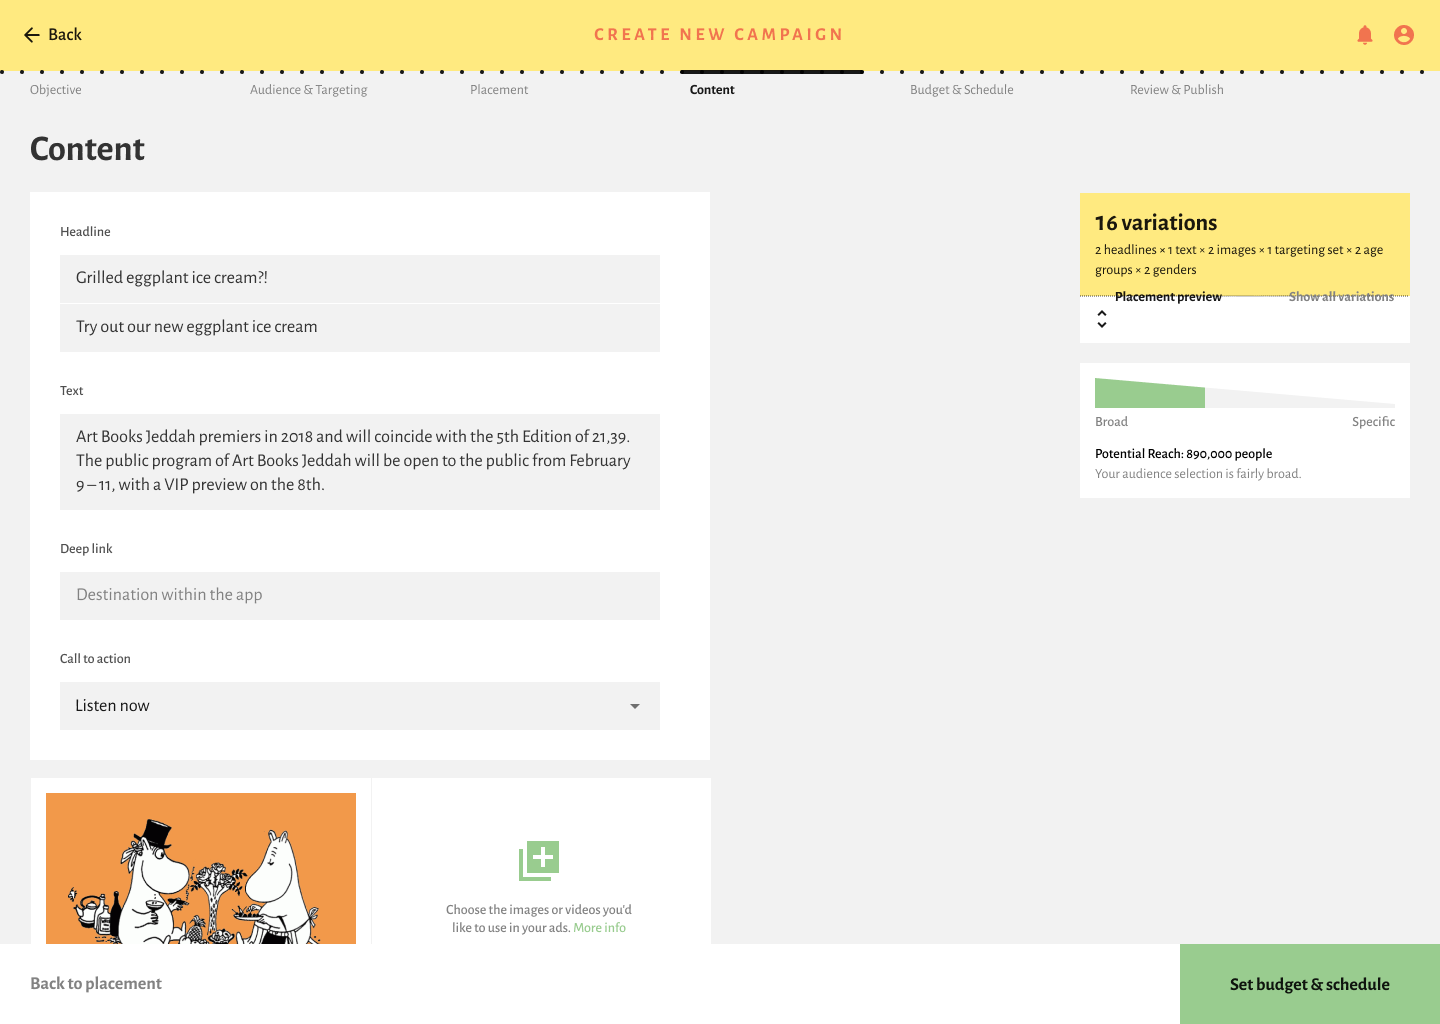 Back
CREATE NEW CAMPAIGN
Objective
Audience & Targeting
Placement
Content
Budget & Schedule
Review & Publish
Content
Headline
Grilled eggplant ice cream?!
Try out our new eggplant ice cream
Text
Art Books Jeddah premiers in 2018 and will coincide with the 5th Edition of 21,39.
The public program of Art Books Jeddah will be open to the public from February
9 – 11, with a VIP preview on the 8th.
Deep link
Destination within the app
Call to action
Listen now
Choose the images or videos you'd
like to use in your ads. More info
16 variations
2 headlines × 1 text × 2 images × 1 targeting set × 2 age
groups × 2 genders
Placement preview
Show all variations
Broad
Specific
Potential Reach: 890,000 people
Your audience selection is fairly broad.
Back to placement
Set budget & schedule